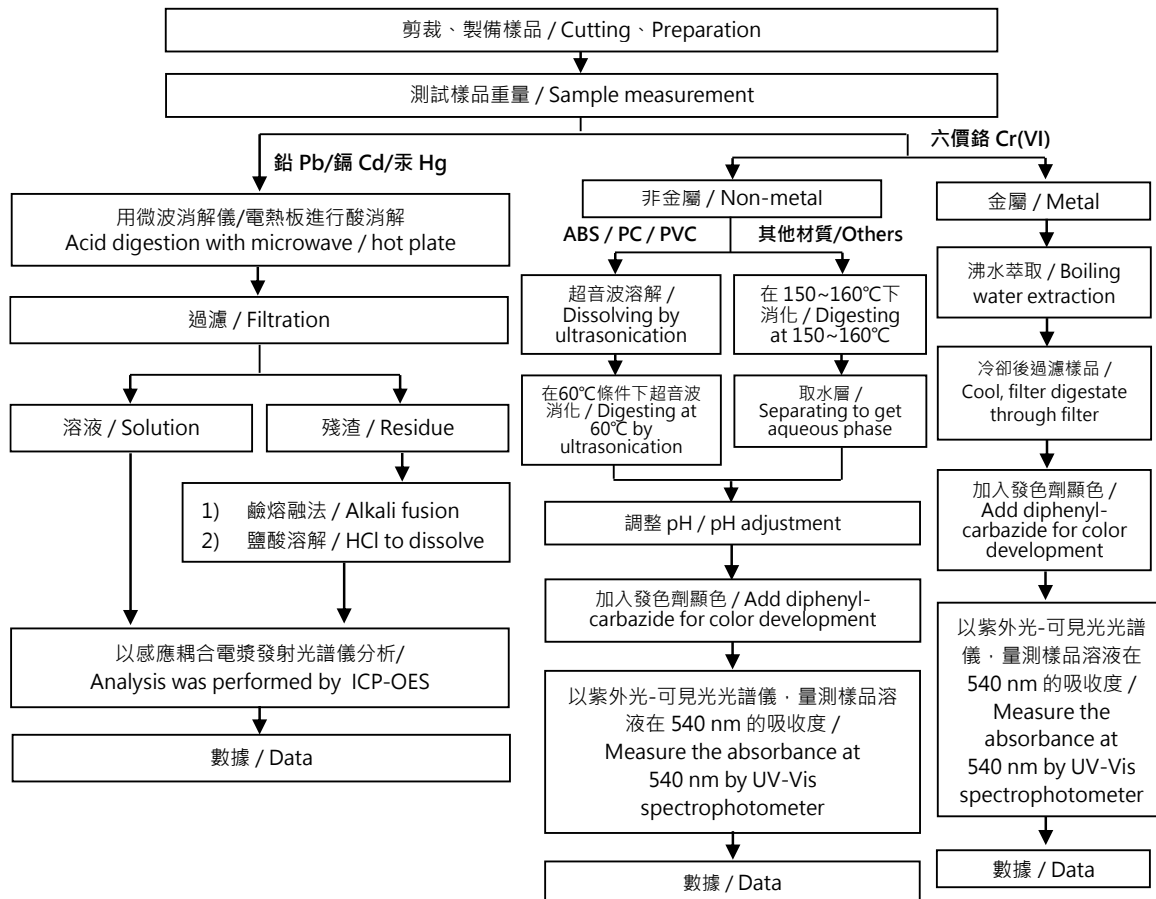 剪裁、製備樣品 / Cutting、Preparation
測試樣品重量 / Sample measurement
鉛 Pb/鎘 Cd/汞 Hg
六價鉻 Cr(VI)
用微波消解儀/電熱板進行酸消解
Acid digestion with microwave / hot plate
過濾 / Filtration
溶液 / Solution
殘渣 / Residue
1) 鹼熔融法 / Alkali fusion
2) 鹽酸溶解 / HCl to dissolve
以感應耦合電漿發射光譜儀分析/
Analysis was performed by ICP-OES
數據 / Data
非金屬 / Non-metal
ABS / PC / PVC
其他材質/Others
超音波溶解 /
Dissolving by
ultrasonication
在60℃條件下超音波
消化 / Digesting at
60℃ by
ultrasonication
在 150~160℃下
消化 / Digesting
at 150~160℃
取水層 /
Separating to get
aqueous phase
調整 pH / pH adjustment
加入發色劑顯色 / Add diphenyl-
carbazide for color development
以紫外光-可見光光譜儀，量測樣品溶
液在 540 nm 的吸收度 /
Measure the absorbance at
540 nm by UV-Vis
spectrophotometer
數據 / Data
金屬 / Metal
沸水萃取 / Boiling
water extraction
冷卻後過濾樣品 /
Cool, filter digestate
through filter
加入發色劑顯色 /
Add diphenyl-
carbazide for color
development
以紫外光-可見光光譜
儀，量測樣品溶液在
540 nm 的吸收度 /
Measure the
absorbance at
540 nm by UV-Vis
spectrophotometer
數據 / Data